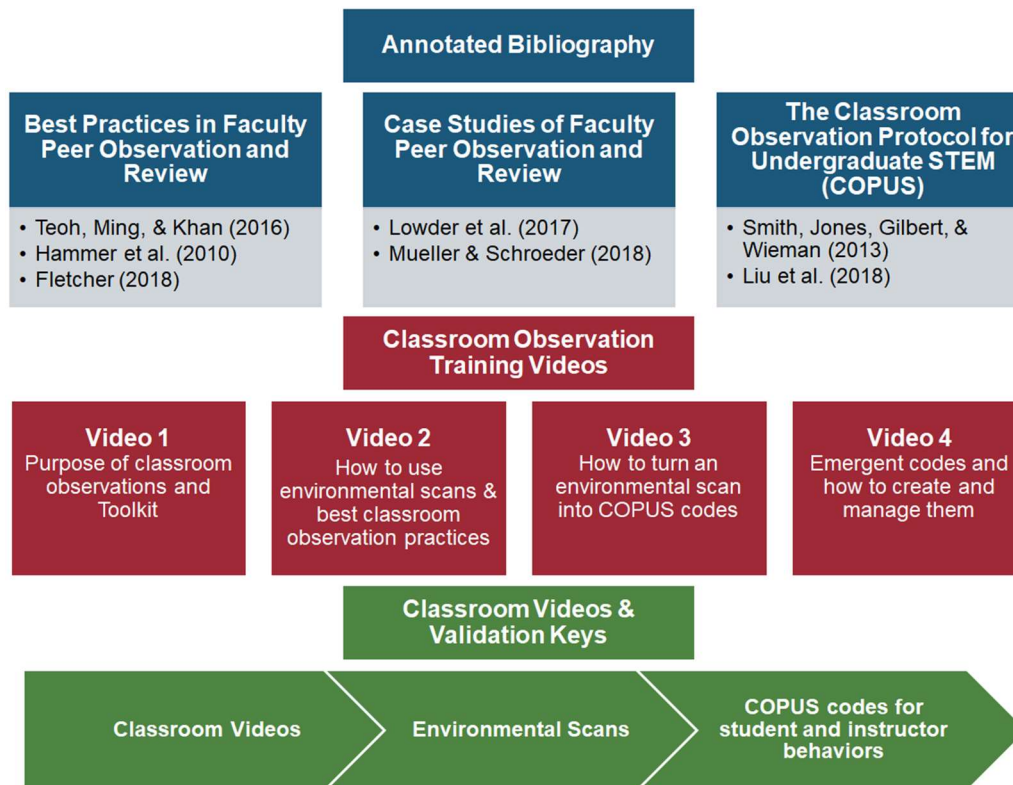 Annotated Bibliography
Best Practices in Faculty
Peer Observation and
Review
• Teoh, Ming, & Khan (2016)
• Hammer et al. (2010)
• Fletcher (2018)
Case Studies of Faculty
Peer Observation and
Review
• Lowder et al. (2017)
• Mueller & Schroeder (2018)
The Classroom
Observation Protocol for
Undergraduate STEM
(COPUS)
• Smith, Jones, Gilbert, &
Wieman (2013)
• Liu et al. (2018)
Classroom Observation
Training Videos
Video 1
Purpose of classroom
observations and
Toolkit
Video 2
How to use
environmental scans &
best classroom
observation practices
Video 3
How to turn an
environmental scan
into COPUS codes
Video 4
Emergent codes and
how to create and
manage them
Classroom Videos &
Validation Keys
Classroom Videos
Environmental Scans
COPUS codes for
student and instructor
behaviors